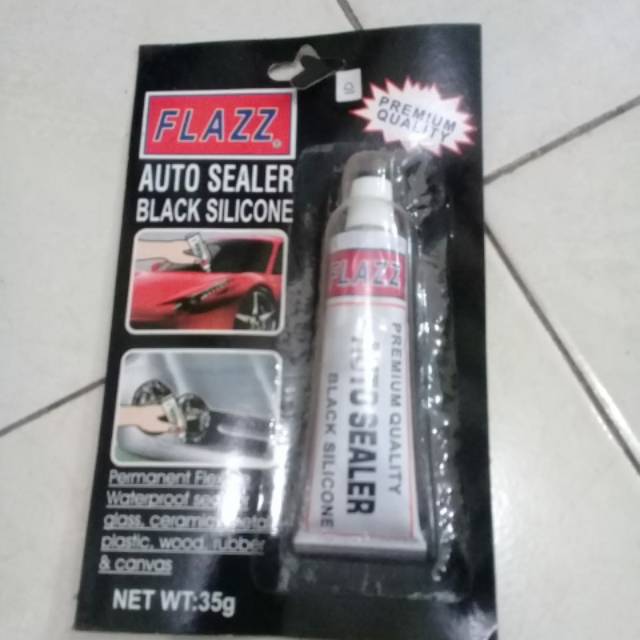 PREMIUM
QUALITY
FLAZZ
AUTO SEALER
BLACK SILICONE
FLAZZ
PREMIUM QUALITY
AUTO SEALER
BLACK SILICONE
Permanent
Waterproof
glass, ceramic,
plastic, wood, rubber
& canvas
NET WT:35g